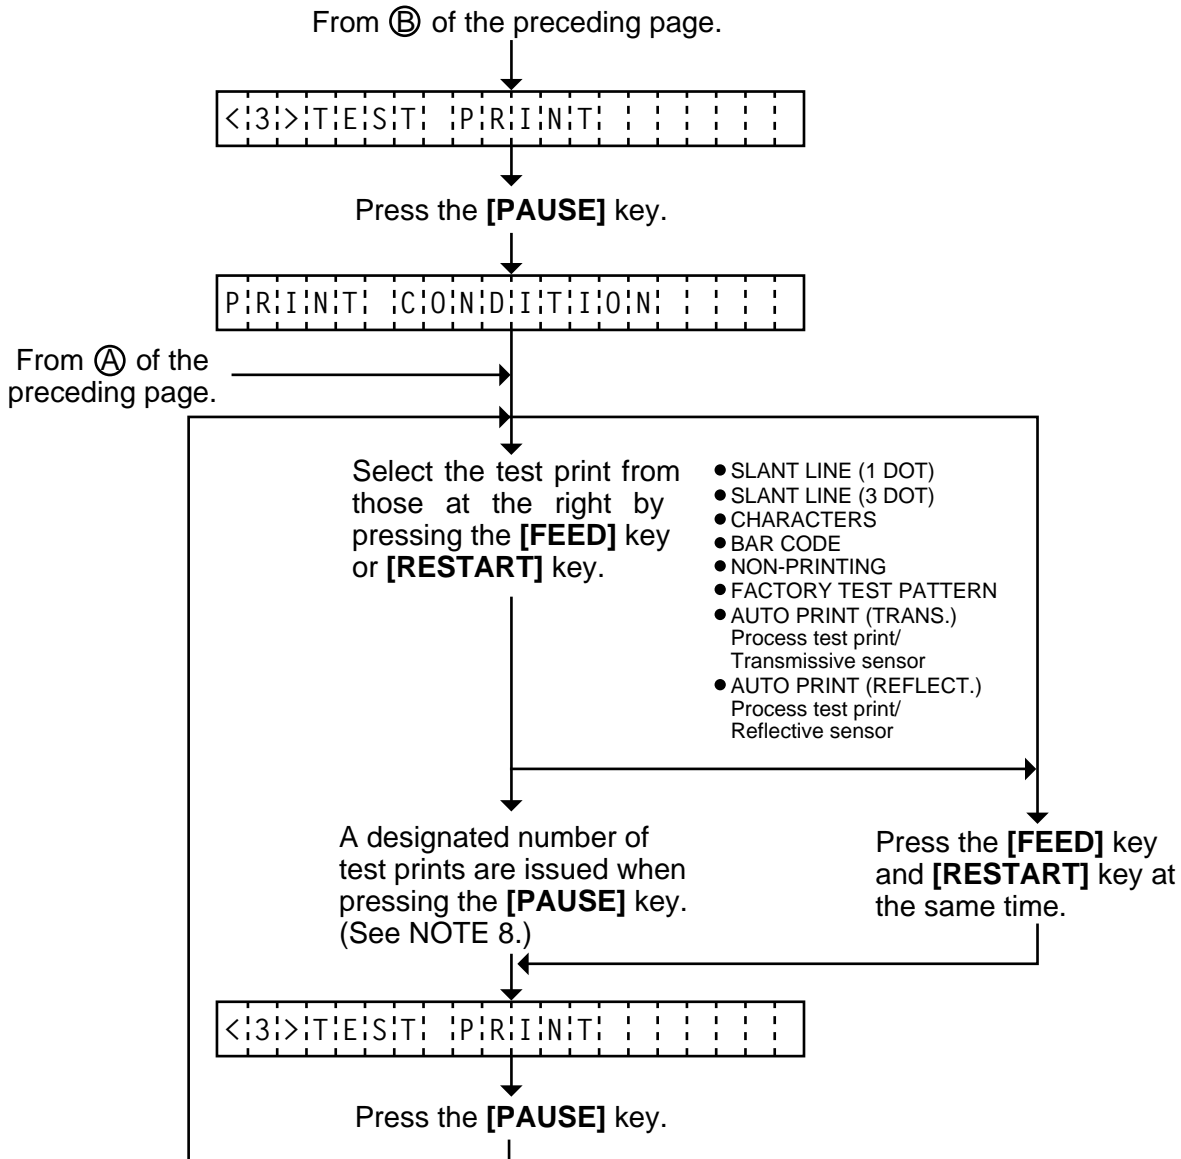 From Ⓑ of the preceding page.
<3>TEST PRINT
Press the [PAUSE] key.
PRINT CONDITION
From Ⓐ of the
preceding page.
Select the test print from
those at the right by
pressing the [FEED] key
or [RESTART] key.
● SLANT LINE (1 DOT)
● SLANT LINE (3 DOT)
● CHARACTERS
● BAR CODE
● NON-PRINTING
● FACTORY TEST PATTERN
● AUTO PRINT (TRANS.)
Process test print/
Transmissive sensor
● AUTO PRINT (REFLECT.)
Process test print/
Reflective sensor
A designated number of
test prints are issued when
pressing the [PAUSE] key.
(See NOTE 8.)
Press the [FEED] key
and [RESTART] key at
the same time.
<3>TEST PRINT
Press the [PAUSE] key.